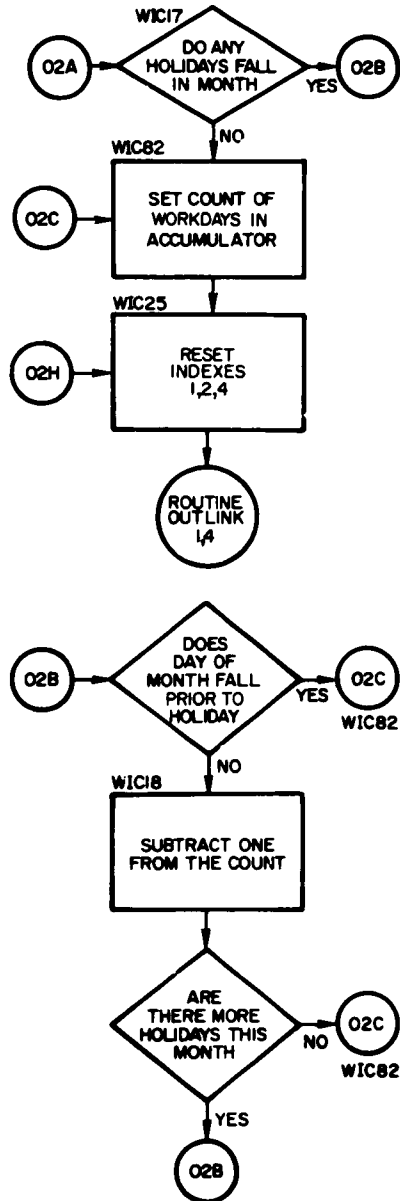 WIC17
02A
DO ANY
HOLIDAYS FALL
IN MONTH
YES
02B
NO
WIC82
02C
SET COUNT OF
WORKDAYS IN
ACCUMULATOR
WIC25
02H
RESET
INDEXES
1,2,4
ROUTINE
OUT LINK
1,4
02B
DOES
DAY OF
MONTH FALL
PRIOR TO
HOLIDAY
YES
02C
WIC82
NO
WIC18
SUBTRACT ONE
FROM THE COUNT
ARE
THERE MORE
HOLIDAYS THIS
MONTH
NO
02C
WIC82
YES
02B